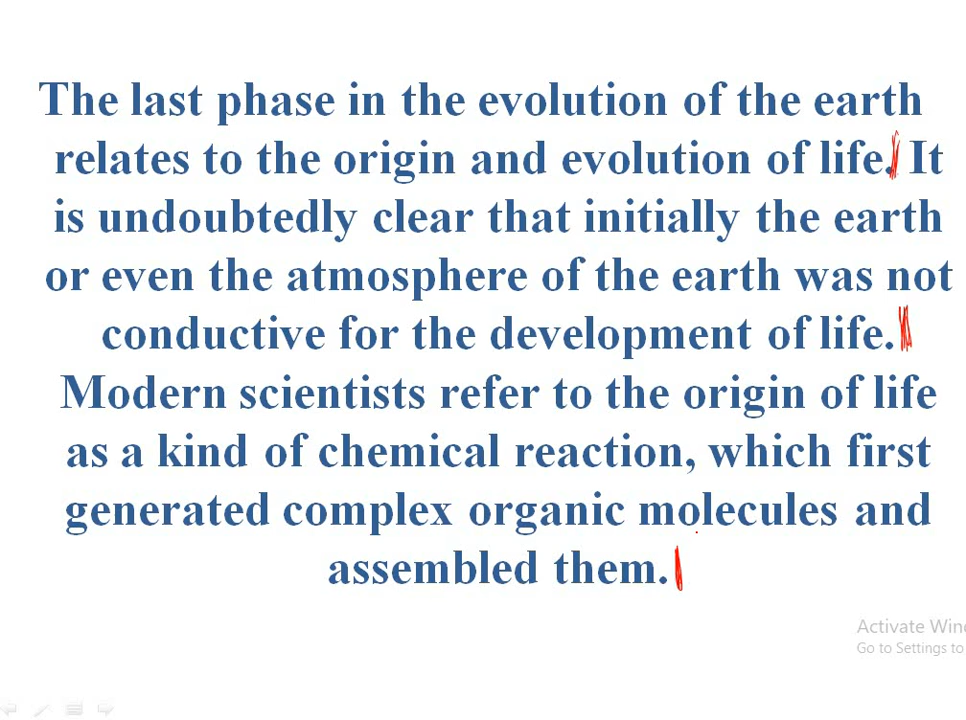 The last phase in the evolution of the earth
relates to the origin and evolution of life. It
is undoubtedly clear that initially the earth
or even the atmosphere of the earth was not
conductive for the development of life.
Modern scientists refer to the origin of life
as a kind of chemical reaction, which first
generated complex organic molecules and
assembled them.
Activate
Go to Settings to